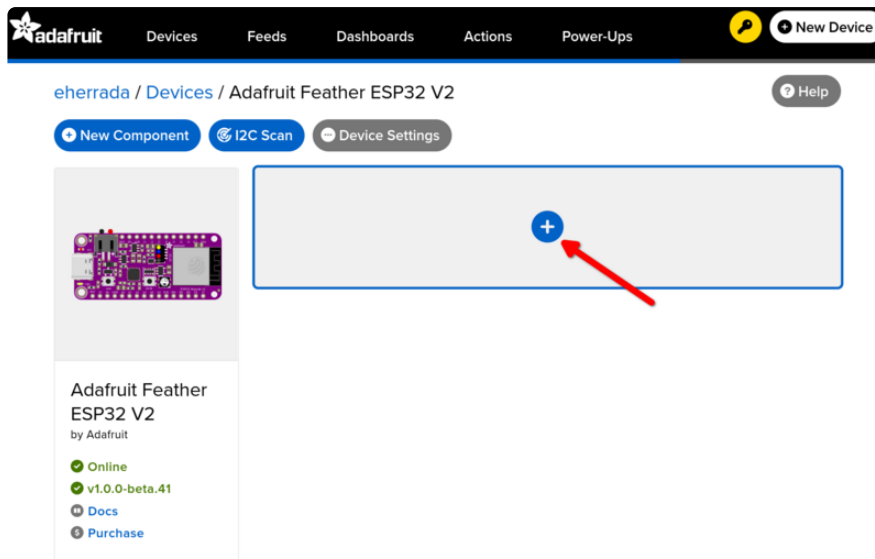 adafruit Devices Feeds Dashboards Actions Power-Ups New Device
eherrada / Devices / Adafruit Feather ESP32 V2 Help
New Component I2C Scan Device Settings
Adafruit Feather
ESP32 V2
by Adafruit
Online
v1.0.0-beta.41
Docs
Purchase